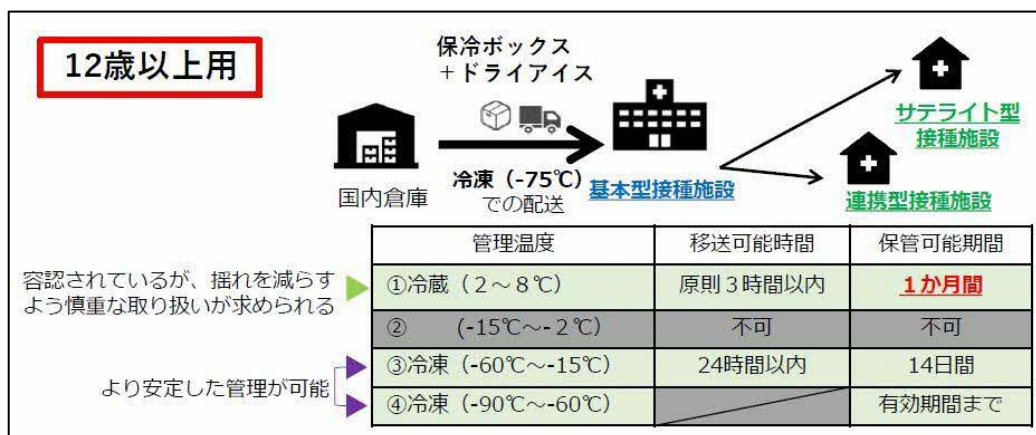 12歳以上用
保冷ボックス
+ドライアイス
国内倉庫
冷凍（-75℃）
での配送
基本型接種施設
サテライト型
接種施設
連携型接種施設
管理温度 移送可能時間 保管可能期間
容認されているが、揺れを減らす
よう慎重な取り扱いが求められる
①冷蔵（２～８℃） 原則３時間以内 １か月間
② (-15℃～-２℃) 不可 不可
より安定した管理が可能
③冷凍（-60℃～-15℃） 24時間以内 14日間
④冷凍（-90℃～-60℃） 有効期間まで